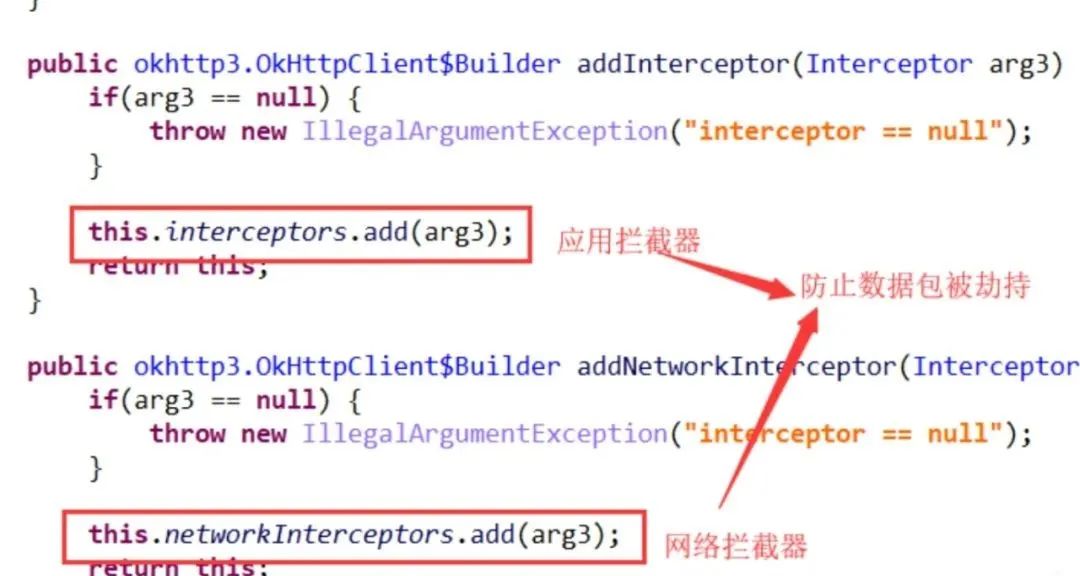 }
public okhttp3.OkHttpClient$Builder addInterceptor(Interceptor arg3)
if(arg3 == null) {
throw new IllegalArgumentException("interceptor == null");
}
this.interceptors.add(arg3);
应用拦截器
return this;
防止数据包被劫持
}
public okhttp3.OkHttpClient$Builder addNetworkInterceptor(Interceptor
if(arg3 == null) {
throw new IllegalArgumentException("interceptor == null");
}
this.networkInterceptors.add(arg3);
网络拦截器
return this;